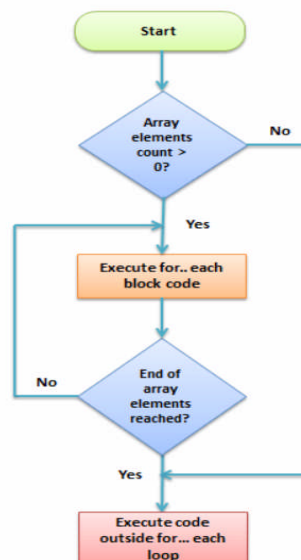 Start
Array
elements
count >
0?
No
Yes
Execute for.. each
block code
End of
array
elements
reached?
No
Yes
Execute code
outside for... each
loop